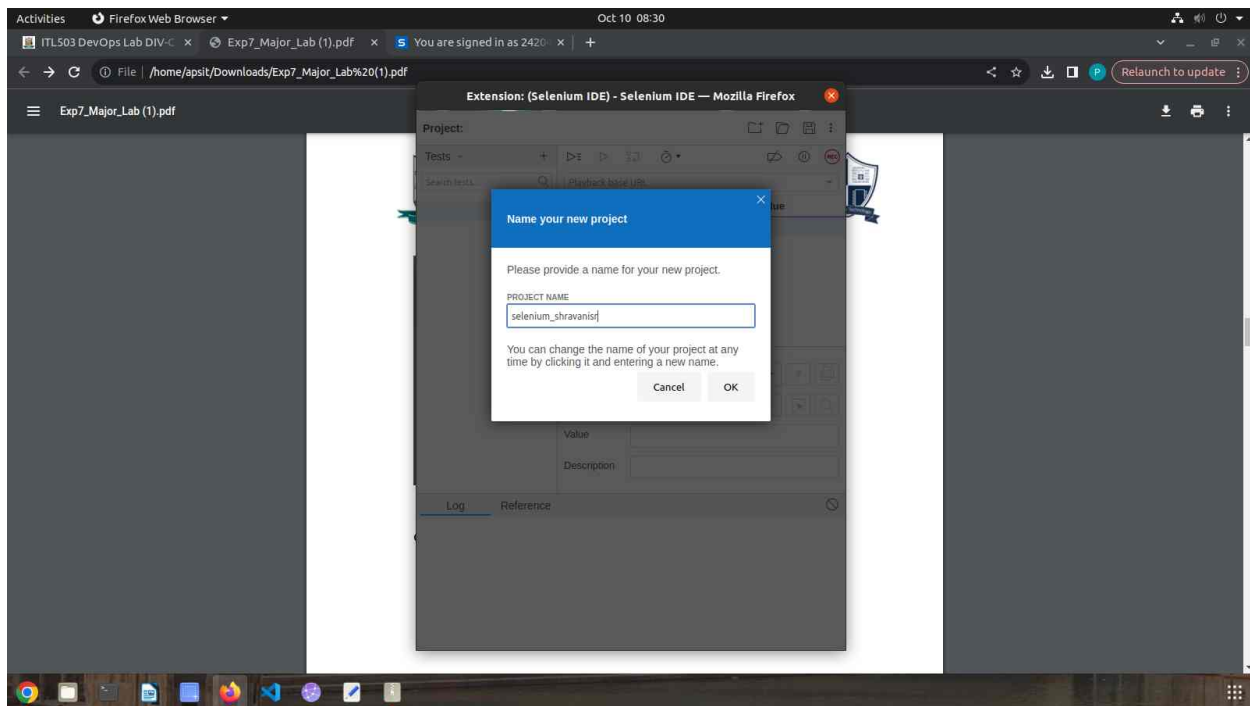 Activities Firefox Web Browser Oct 10 08:30
ITL503 DevOps Lab DIV-C Exp7_Major_Lab (1).pdf You are signed in as 2420
File /home/apsit/Downloads/Exp7_Major_Lab%20(1).pdf P Relaunch to update
Exp7_Major_Lab (1).pdf
Extension: (Selenium IDE) - Selenium IDE — Mozilla Firefox
Project:
Tests REC
Search tests... Playback base URL
Name your new project
Please provide a name for your new project.
PROJECT NAME
selenium_shravanisr
You can change the name of your project at any
time by clicking it and entering a new name.
Cancel OK
Value
Description
Log Reference